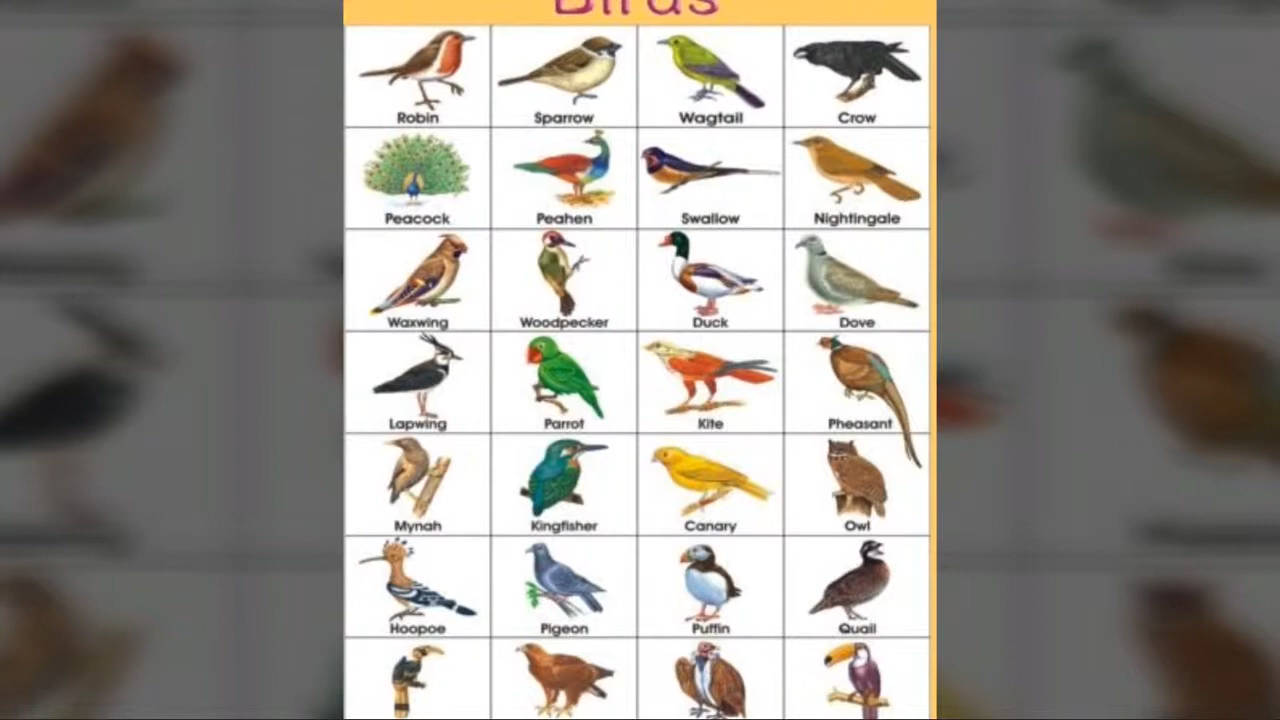 Birds
Robin Sparrow Wagtail Crow
Peacock Peahen Swallow Nightingale
Waxwing Woodpecker Duck Dove
Lapwing Parrot Kite Pheasant
Mynah Kingfisher Canary Owl
Hoopoe Pigeon Puffin Quail